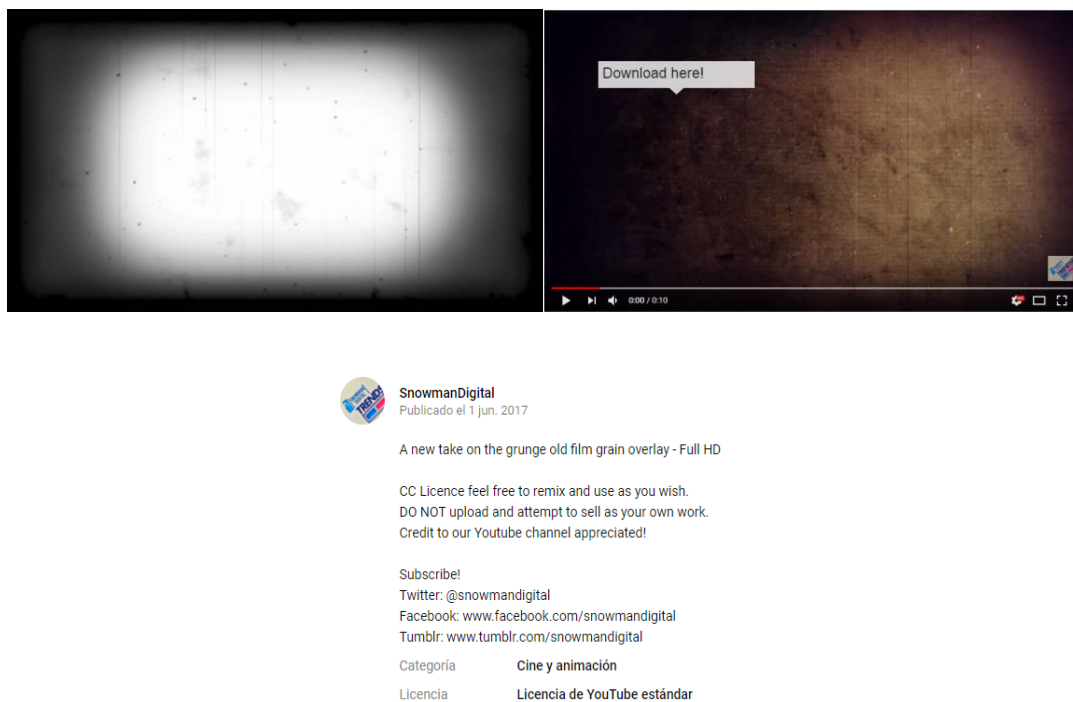 Download here!
0:00 / 0:10
TRENDS
SnowmanDigital
Publicado el 1 jun. 2017
A new take on the grunge old film grain overlay - Full HD
CC Licence feel free to remix and use as you wish.
DO NOT upload and attempt to sell as your own work.
Credit to our Youtube channel appreciated!
Subscribe!
Twitter: @snowmandigital
Facebook: www.facebook.com/snowmandigital
Tumblr: www.tumblr.com/snowmandigital
Categoría Cine y animación
Licencia Licencia de YouTube estándar